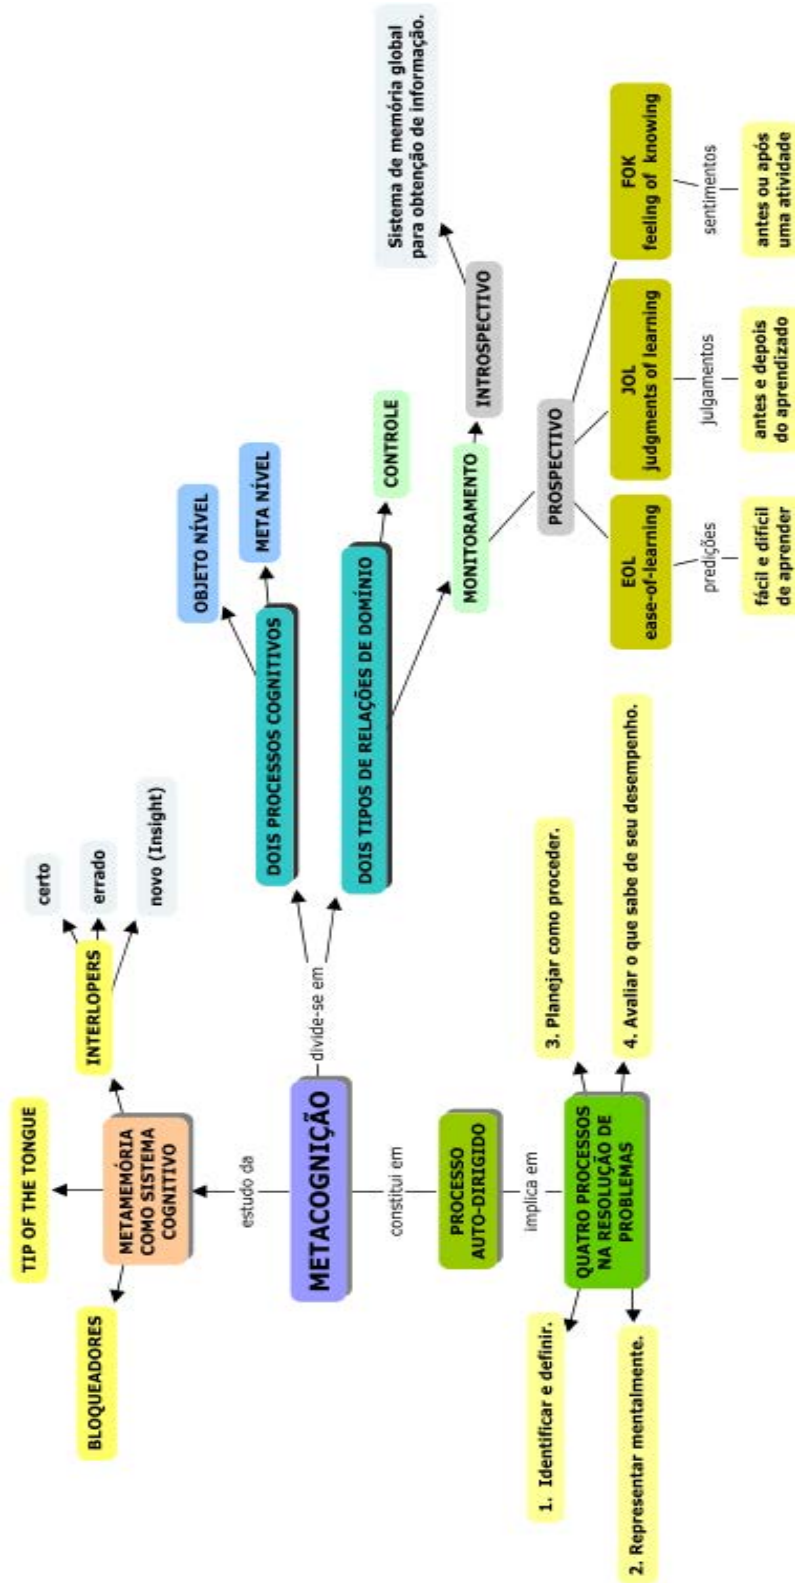 TIP OF THE TONGUE
BLOQUEADORES
METAMEMÓRIA
COMO SISTEMA
COGNITIVO
INTERLOPERS
certo
errado
novo (Insight)
estudo da
METACOGNIÇÃO
divide-se em
DOIS PROCESSOS COGNITIVOS
OBJETO NÍVEL
META NÍVEL
DOIS TIPOS DE RELAÇÕES DE DOMÍNIO
CONTROLE
MONITORAMENTO
INTROSPECTIVO
Sistema de memória global
para obtenção de informação.
PROSPECTIVO
EOL
ease-of-learning
JOL
judgments of learning
FOK
feeling of knowing
predições
julgamentos
sentimentos
fácil e difícil
de aprender
antes e depois
do aprendizado
antes ou após
uma atividade
constitui em
PROCESSO
AUTO-DIRIGIDO
implica em
QUATRO PROCESSOS
NA RESOLUÇÃO DE
PROBLEMAS
1. Identificar e definir.
2. Representar mentalmente.
3. Planejar como proceder.
4. Avaliar o que sabe de seu desempenho.